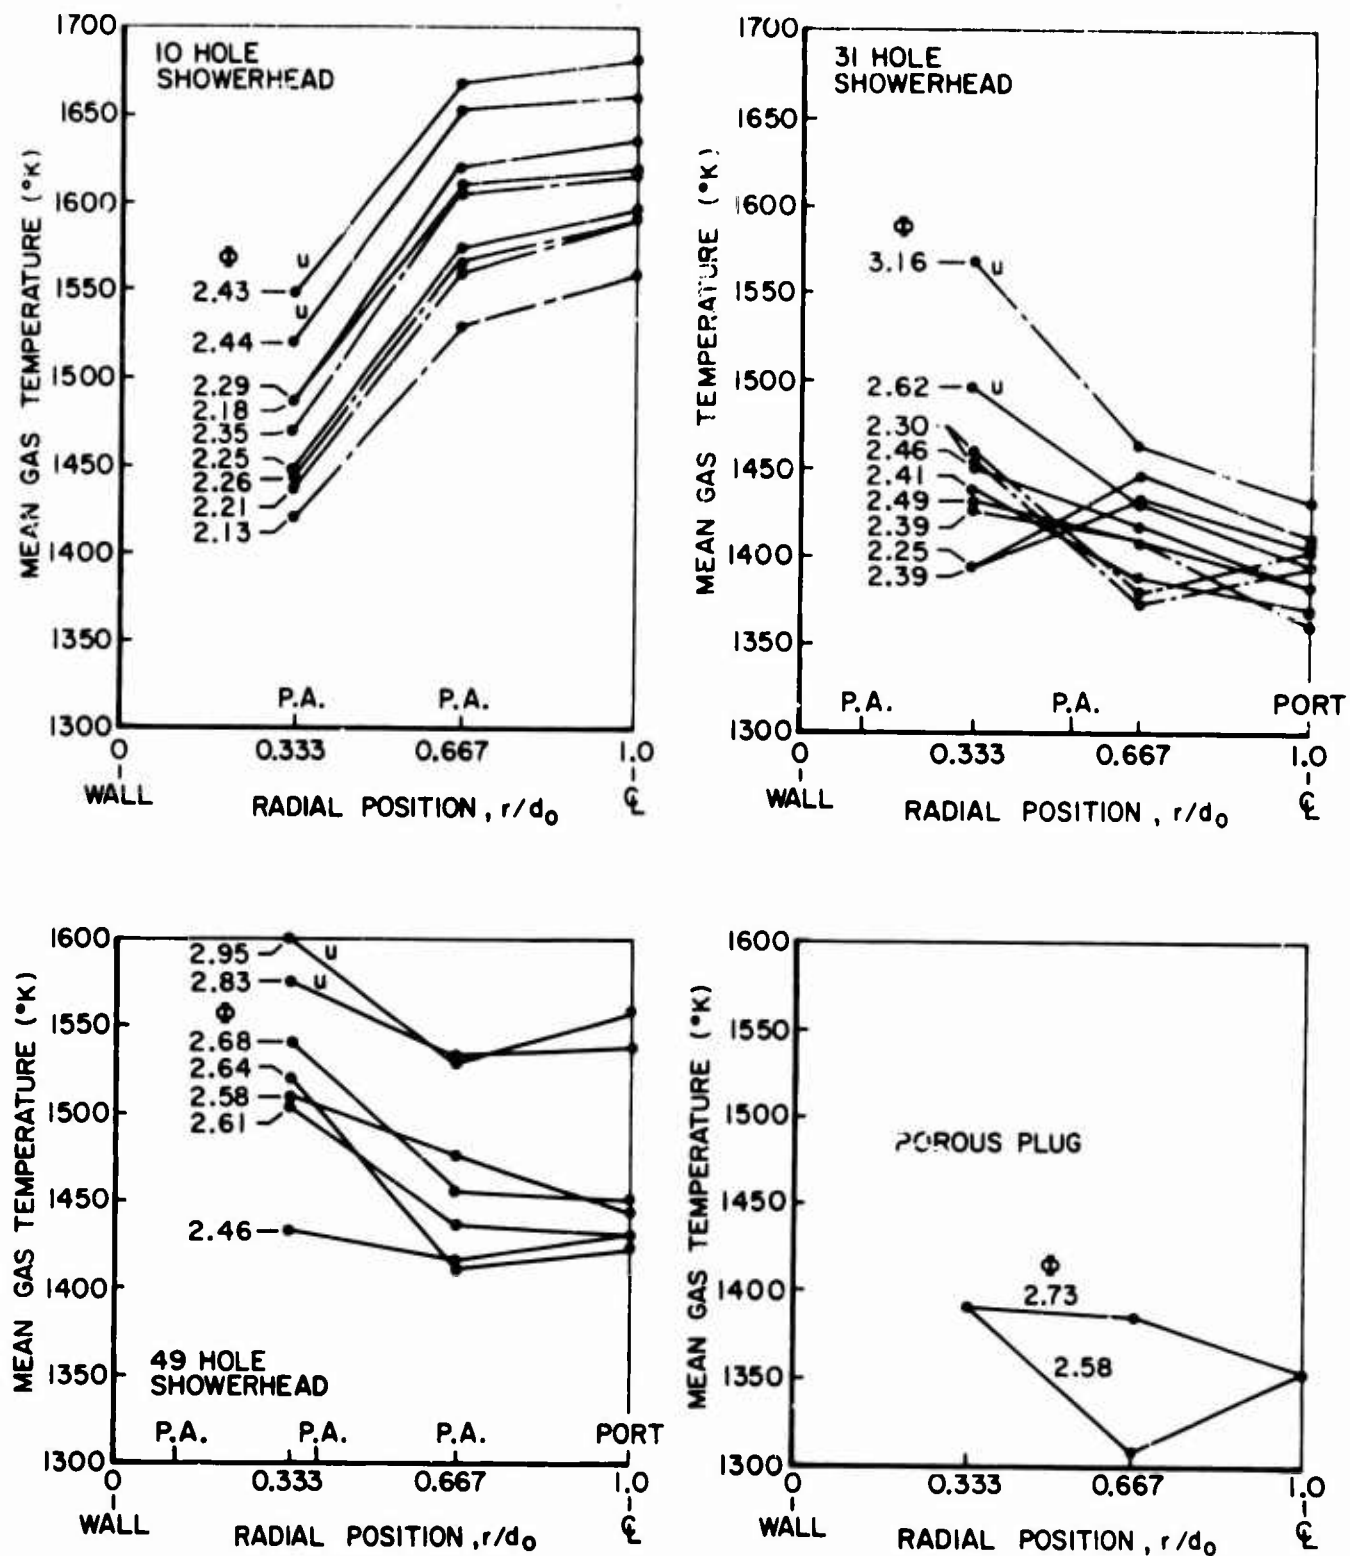 1700
10 HOLE
SHOWERHEAD
1650
1600
Φ
u
2.43
1550
u
2.44
1500
2.29
2.18
2.35
1450
2.25
2.26
2.21
2.13
1400
1350
P.A. P.A.
1300
0 0.333 0.667 1.0
WALL RADIAL POSITION, r/d₀ ℄
MEAN GAS TEMPERATURE (°K)
1700
31 HOLE
SHOWERHEAD
1650
1600
Φ
3.16 u
1550
1500
2.62 u
2.30
2.46
1450
2.41
2.49
2.39
1400
2.25
2.39
1350
P.A. P.A. PORT
1300
0 0.333 0.667 1.0
WALL RADIAL POSITION, r/d₀ ℄
MEAN GAS TEMPERATURE (°K)
1600
2.95 u
2.83 u
Φ
1550
2.68
2.64
1500
2.58
2.61
1450
2.46
1400
1350
49 HOLE
SHOWERHEAD
P.A. P.A. P.A. PORT
1300
0 0.333 0.667 1.0
WALL RADIAL POSITION, r/d₀ ℄
MEAN GAS TEMPERATURE (°K)
1600
1550
1500
POROUS PLUG
1450
Φ
1400
2.73
1350
2.58
1300
0 0.333 0.667 1.0
WALL RADIAL POSITION, r/d₀ ℄
MEAN GAS TEMPERATURE (°K)